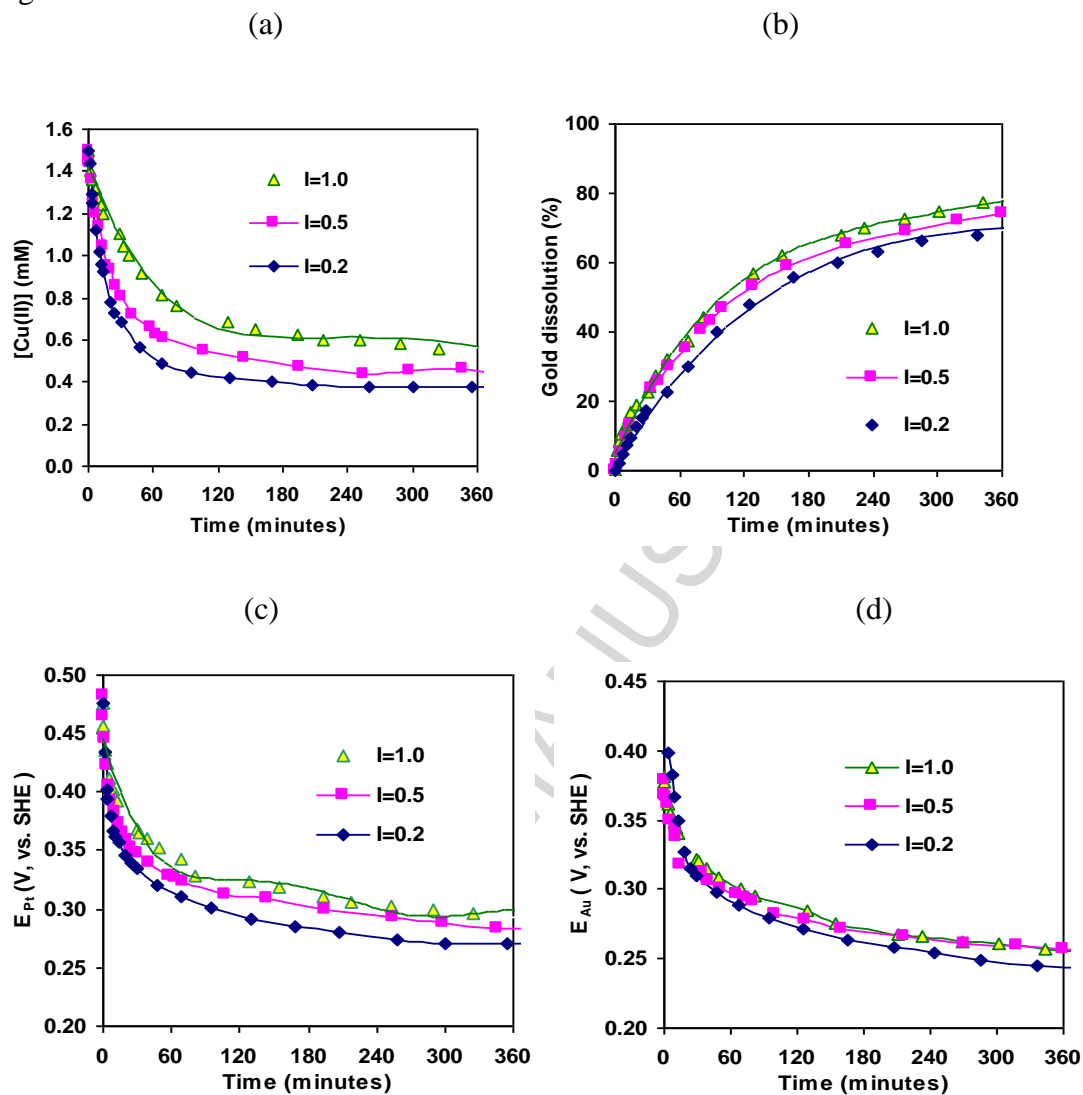 (a)
(b)
1.6
1.4
1.2
1.0
0.8
0.6
0.4
0.2
0.0
[Cu(II)] (mM)
I=1.0
I=0.5
I=0.2
0 60 120 180 240 300 360
Time (minutes)
100
80
60
40
20
0
Gold dissolution (%)
I=1.0
I=0.5
I=0.2
0 60 120 180 240 300 360
Time (minutes)
(c)
(d)
0.50
0.45
0.40
0.35
0.30
0.25
0.20
E Pt (V, vs. SHE)
I=1.0
I=0.5
I=0.2
0 60 120 180 240 300 360
Time (minutes)
0.45
0.40
0.35
0.30
0.25
0.20
E Au ( V, vs. SHE)
I=1.0
I=0.5
I=0.2
0 60 120 180 240 300 360
Time (minutes)